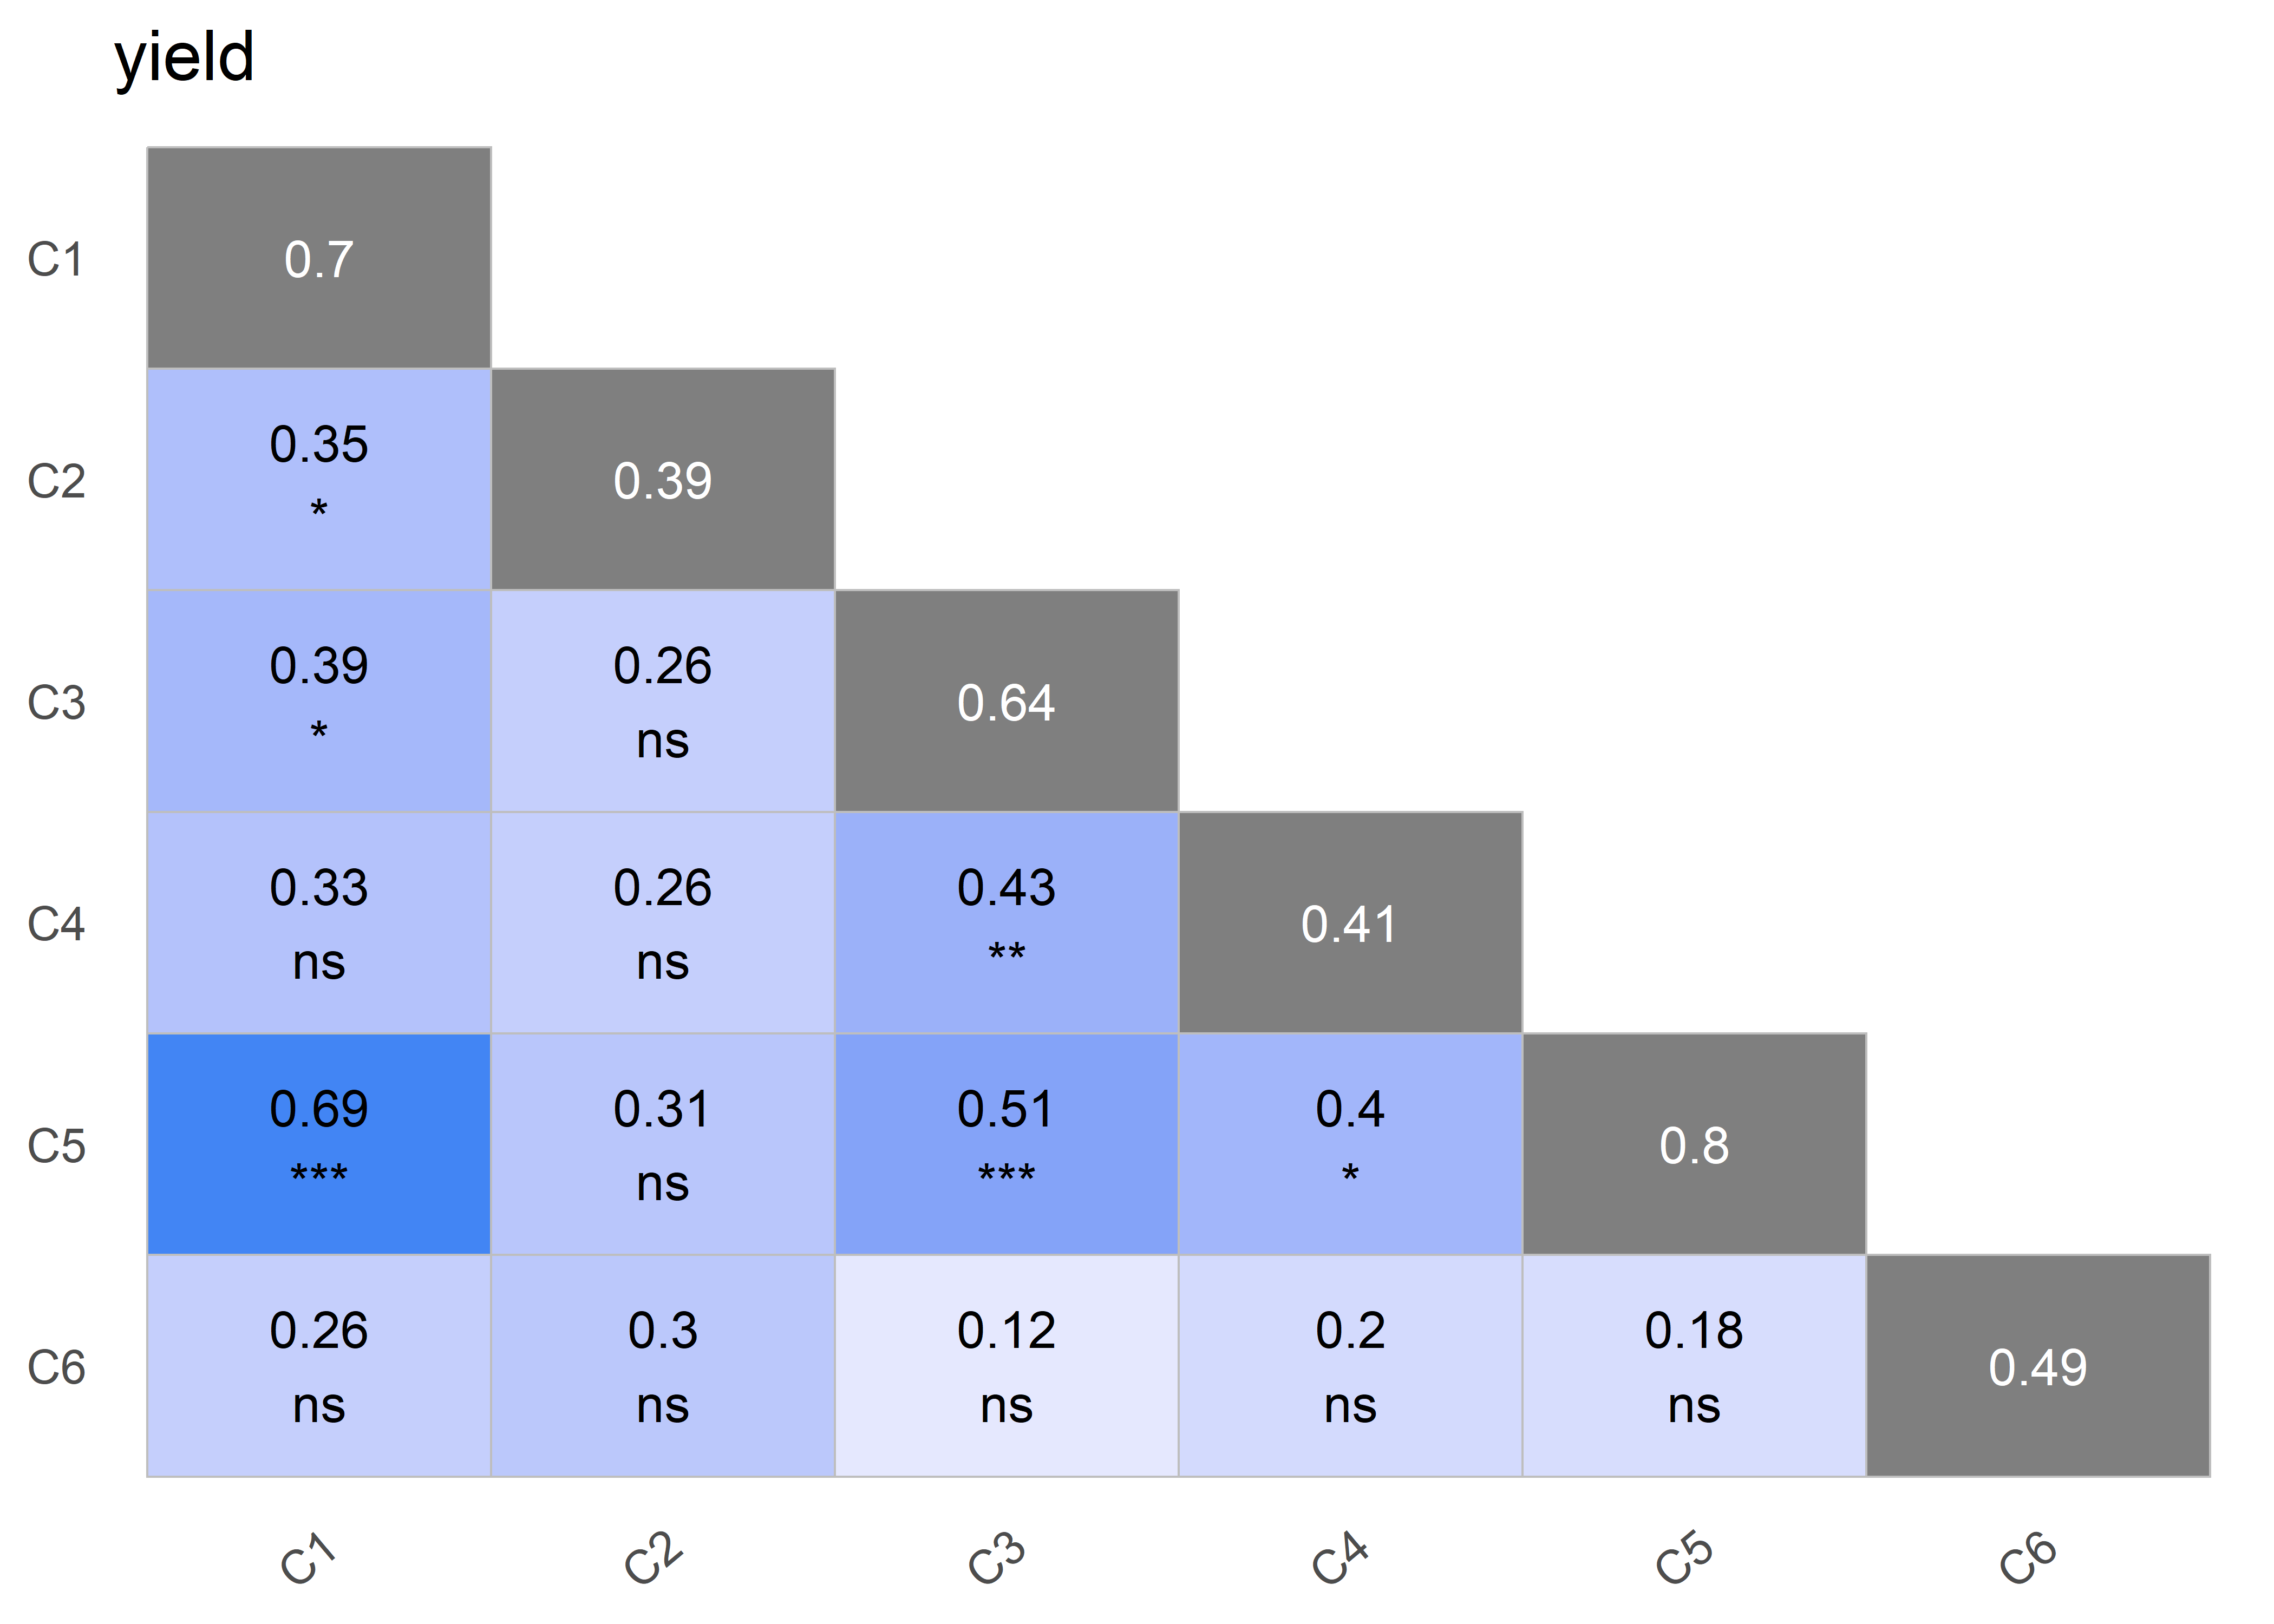 yield
C1 0.7
0.35
*
C2 0.39
0.39 0.26
* ns
C3 0.64
0.33 0.26 0.43
ns ns **
C4 0.41
0.69 0.31 0.51 0.4
*** ns *** *
C5 0.8
0.26 0.3 0.12 0.2 0.18
ns ns ns ns ns
C6 0.49
C1 C2 C3 C4 C5 C6